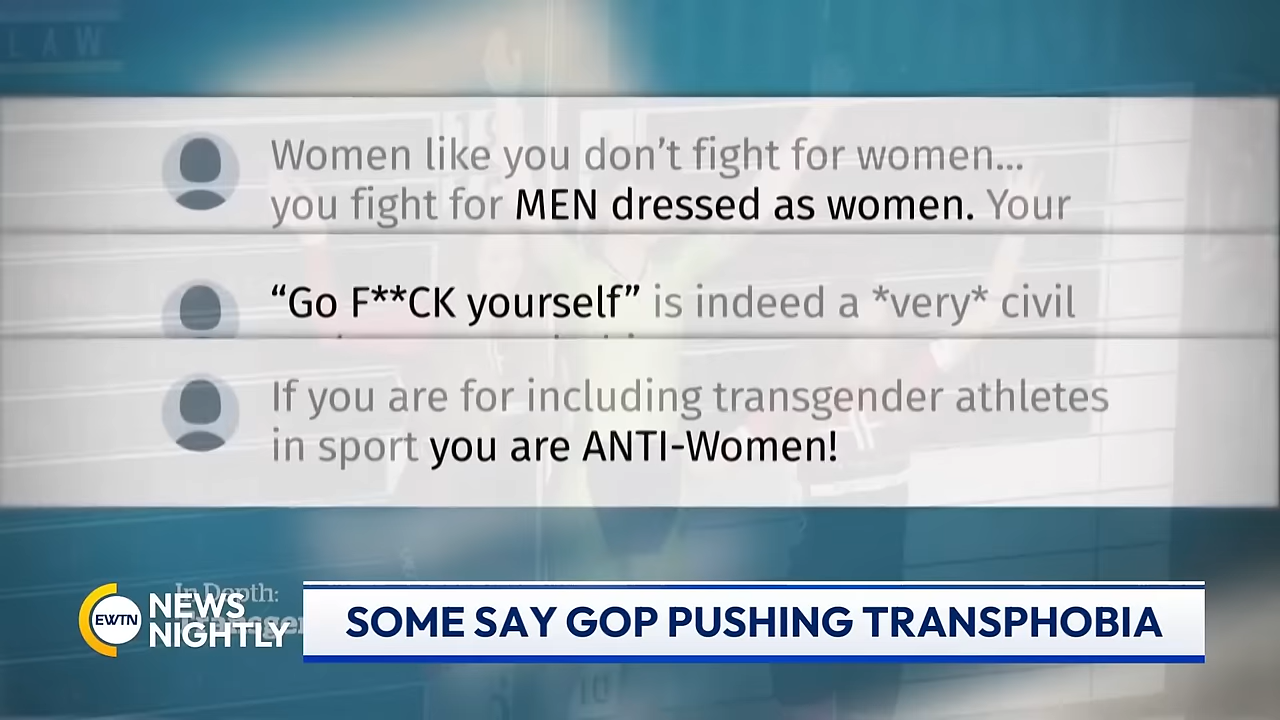 LAW
Women like you don’t fight for women...
you fight for MEN dressed as women. Your
“Go F**CK yourself” is indeed a *very* civil
If you are for including transgender athletes
in sport you are ANTI-Women!
In Depth:
EWTN
NEWS
NIGHTLY
SOME SAY GOP PUSHING TRANSPHOBIA
10